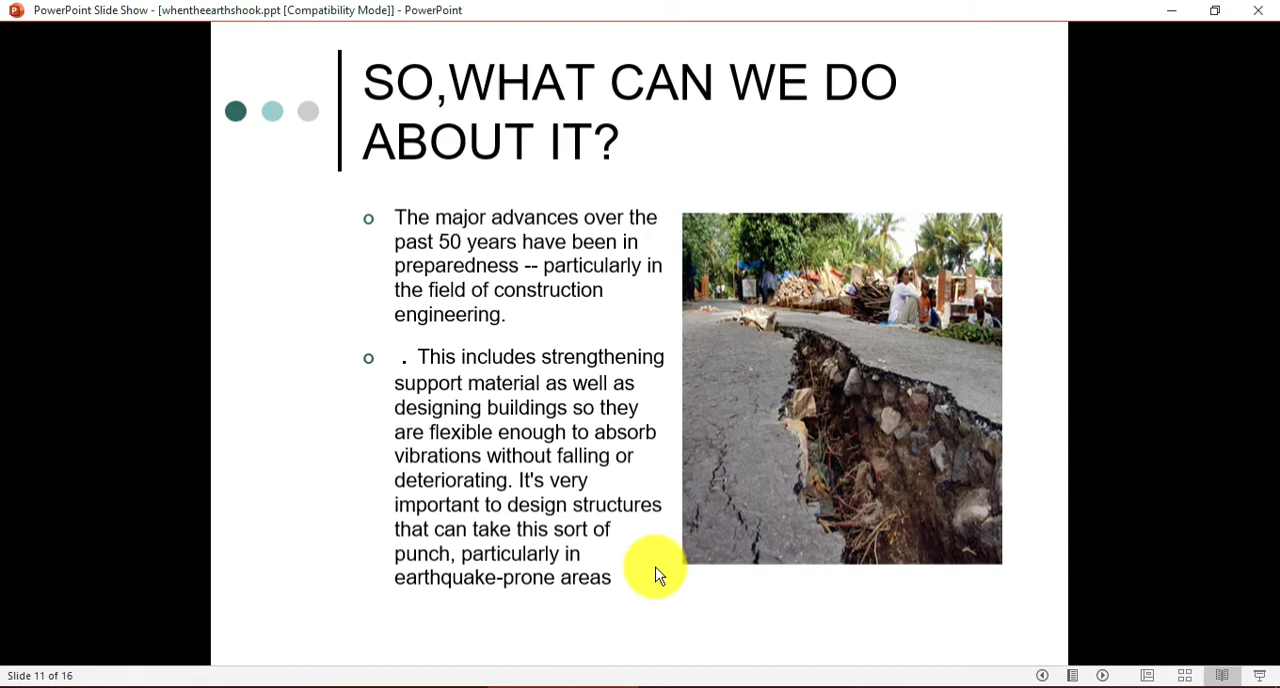 PowerPoint Slide Show - [whentheearthshook.ppt [Compatibility Mode]] - PowerPoint
SO,WHAT CAN WE DO
ABOUT IT?
o The major advances over the
past 50 years have been in
preparedness -- particularly in
the field of construction
engineering.
o . This includes strengthening
support material as well as
designing buildings so they
are flexible enough to absorb
vibrations without falling or
deteriorating. It's very
important to design structures
that can take this sort of
punch, particularly in
earthquake-prone areas
Slide 11 of 16